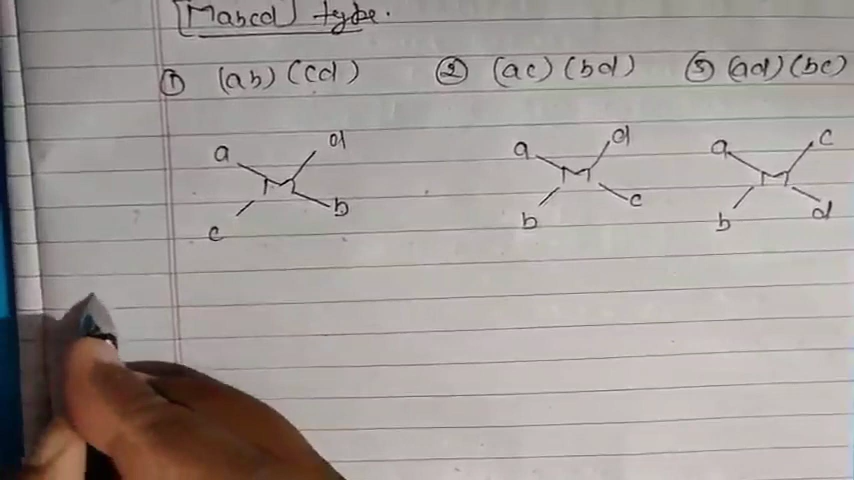 [Mabcd] type.
① (ab) (cd) ② (ac) (bd) ③ (ad) (bc)
a d a d a c
M M M
c b b c b d